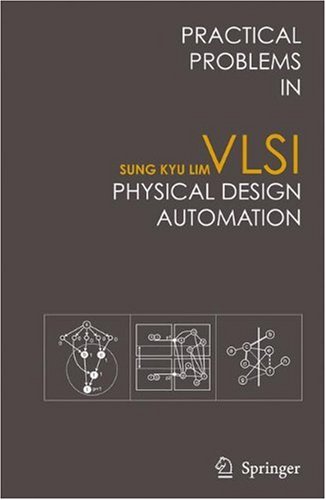 PRACTICAL
PROBLEMS
IN
SUNG KYU LIM VLSI
PHYSICAL DESIGN
AUTOMATION
Springer